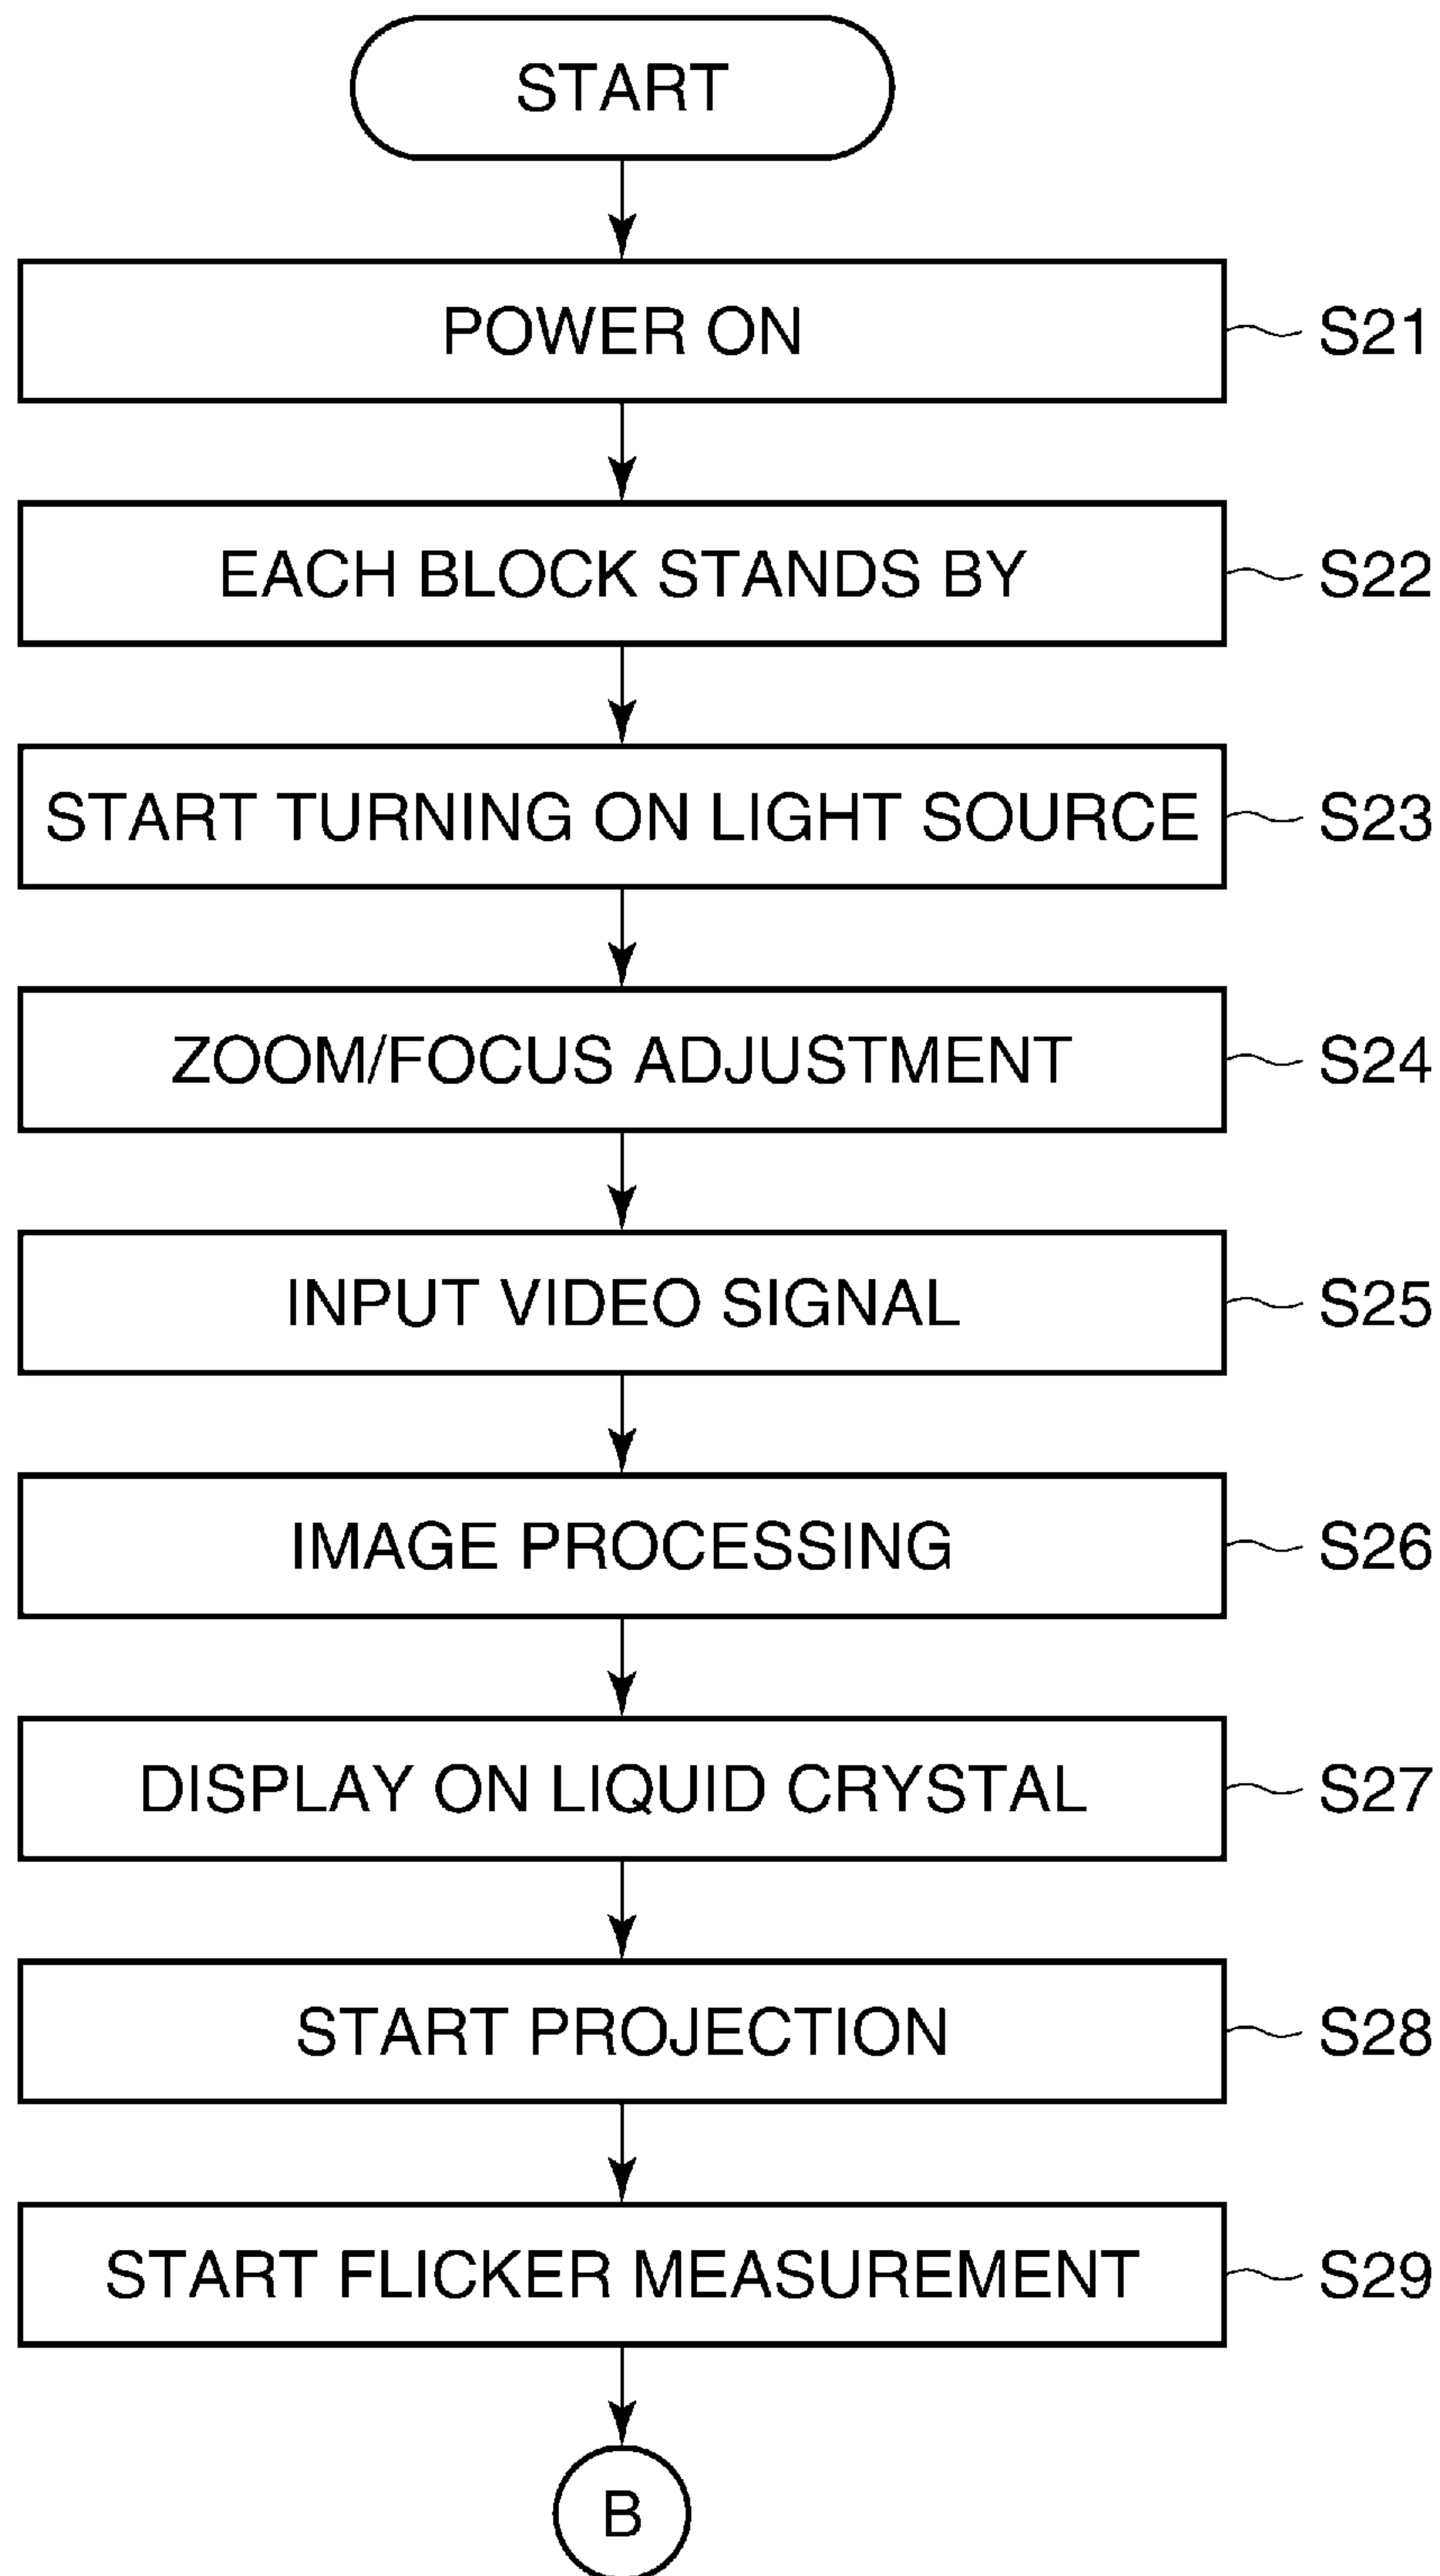 START
POWER ON S21
EACH BLOCK STANDS BY S22
START TURNING ON LIGHT SOURCE S23
ZOOM/FOCUS ADJUSTMENT S24
INPUT VIDEO SIGNAL S25
IMAGE PROCESSING S26
DISPLAY ON LIQUID CRYSTAL S27
START PROJECTION S28
START FLICKER MEASUREMENT S29
B